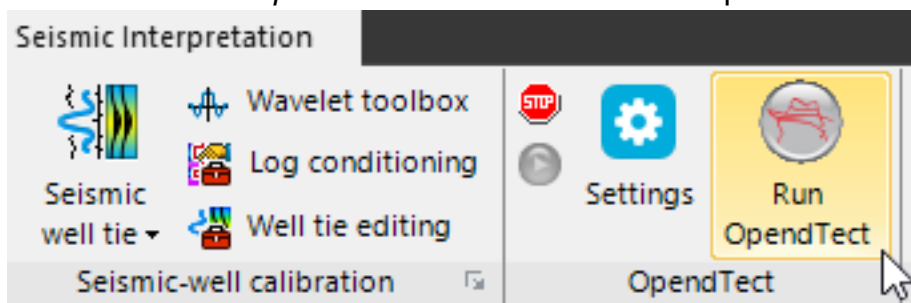 Seismic Interpretation
Wavelet toolbox
STOP
Log conditioning
Seismic
well tie
Well tie editing
Settings
Run
OpendTect
Seismic-well calibration
OpendTect